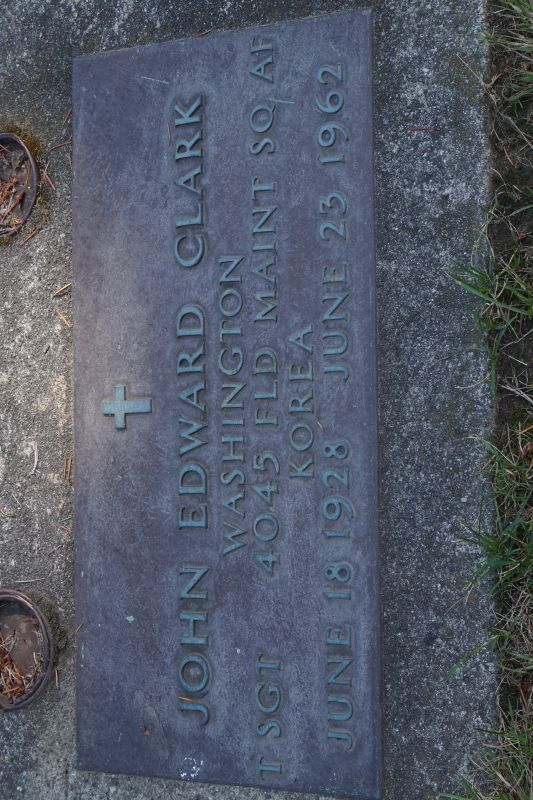 JOHN EDWARD CLARK
WASHINGTON
T SGT 4045 FLD MAINT SQ AF
KOREA
JUNE 18 1928 JUNE 23 1962